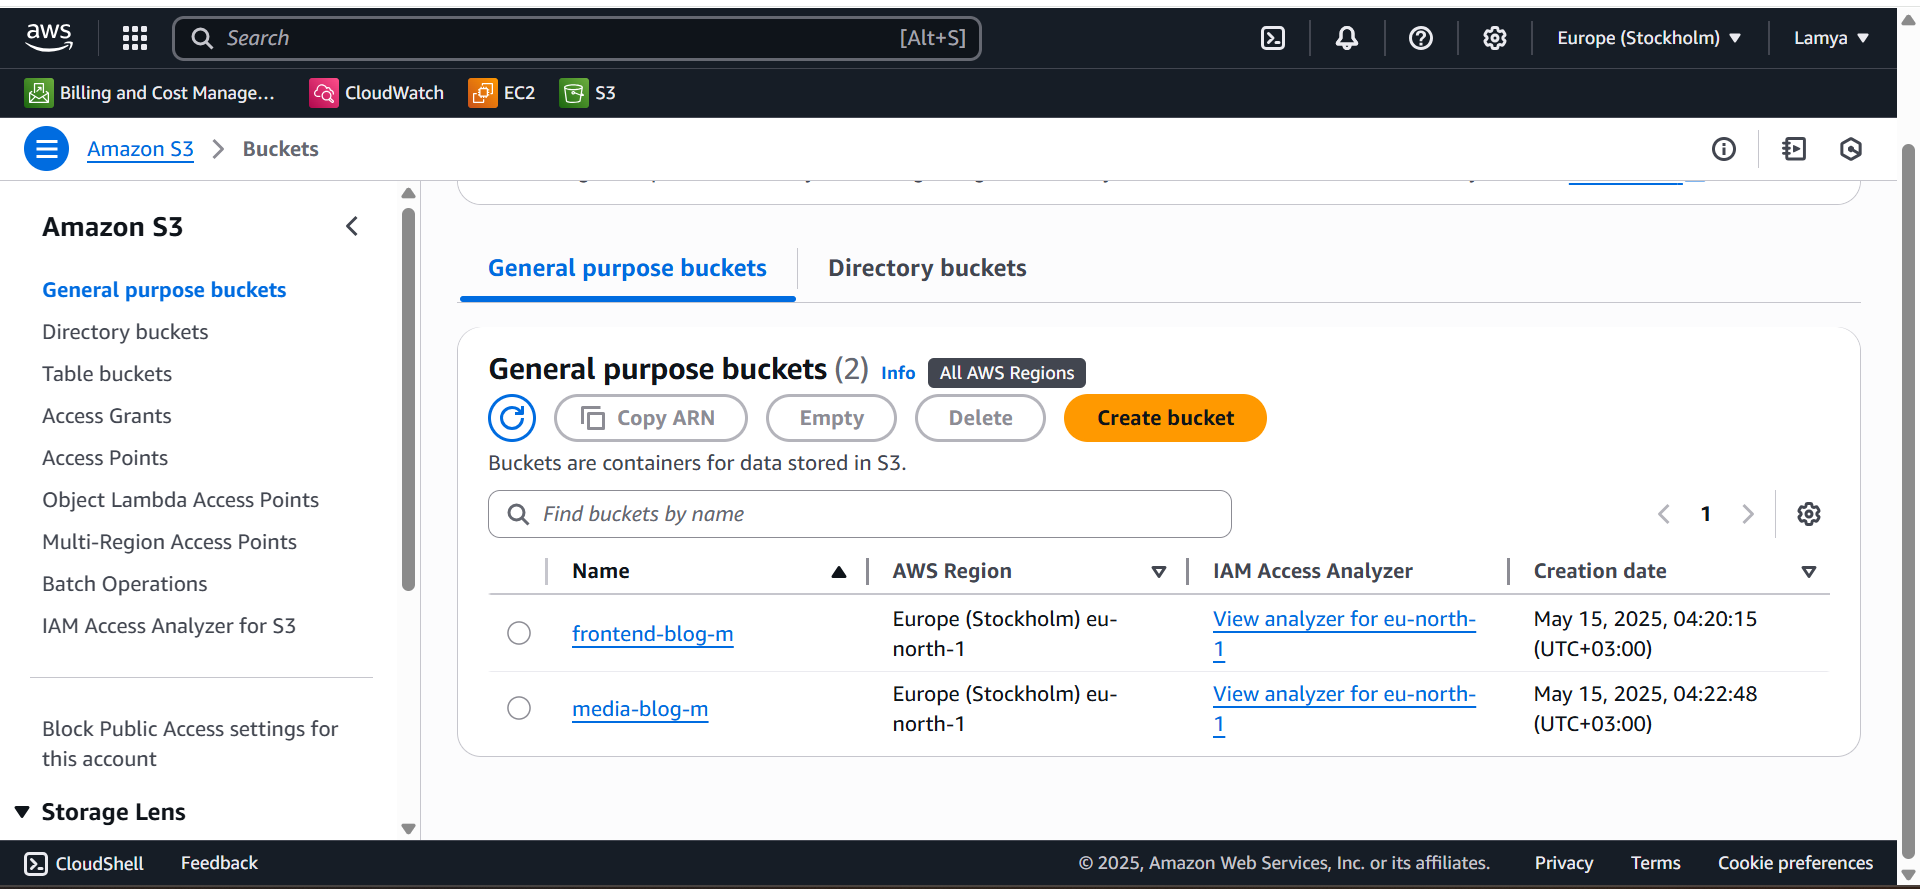 aws
Search [Alt+S]
Europe (Stockholm) ▼
Lamya ▼
Billing and Cost Manage...
CloudWatch
EC2
S3
Amazon S3 > Buckets
Amazon S3
General purpose buckets
Directory buckets
Table buckets
Access Grants
Access Points
Object Lambda Access Points
Multi-Region Access Points
Batch Operations
IAM Access Analyzer for S3
Block Public Access settings for
this account
▼ Storage Lens
General purpose buckets
Directory buckets
General purpose buckets (2) Info All AWS Regions
Copy ARN
Empty
Delete
Create bucket
Buckets are containers for data stored in S3.
Find buckets by name
1
Name
AWS Region
IAM Access Analyzer
Creation date
frontend-blog-m
Europe (Stockholm) eu-
north-1
View analyzer for eu-north-
1
May 15, 2025, 04:20:15
(UTC+03:00)
media-blog-m
Europe (Stockholm) eu-
north-1
View analyzer for eu-north-
1
May 15, 2025, 04:22:48
(UTC+03:00)
CloudShell
Feedback
© 2025, Amazon Web Services, Inc. or its affiliates.
Privacy
Terms
Cookie preferences